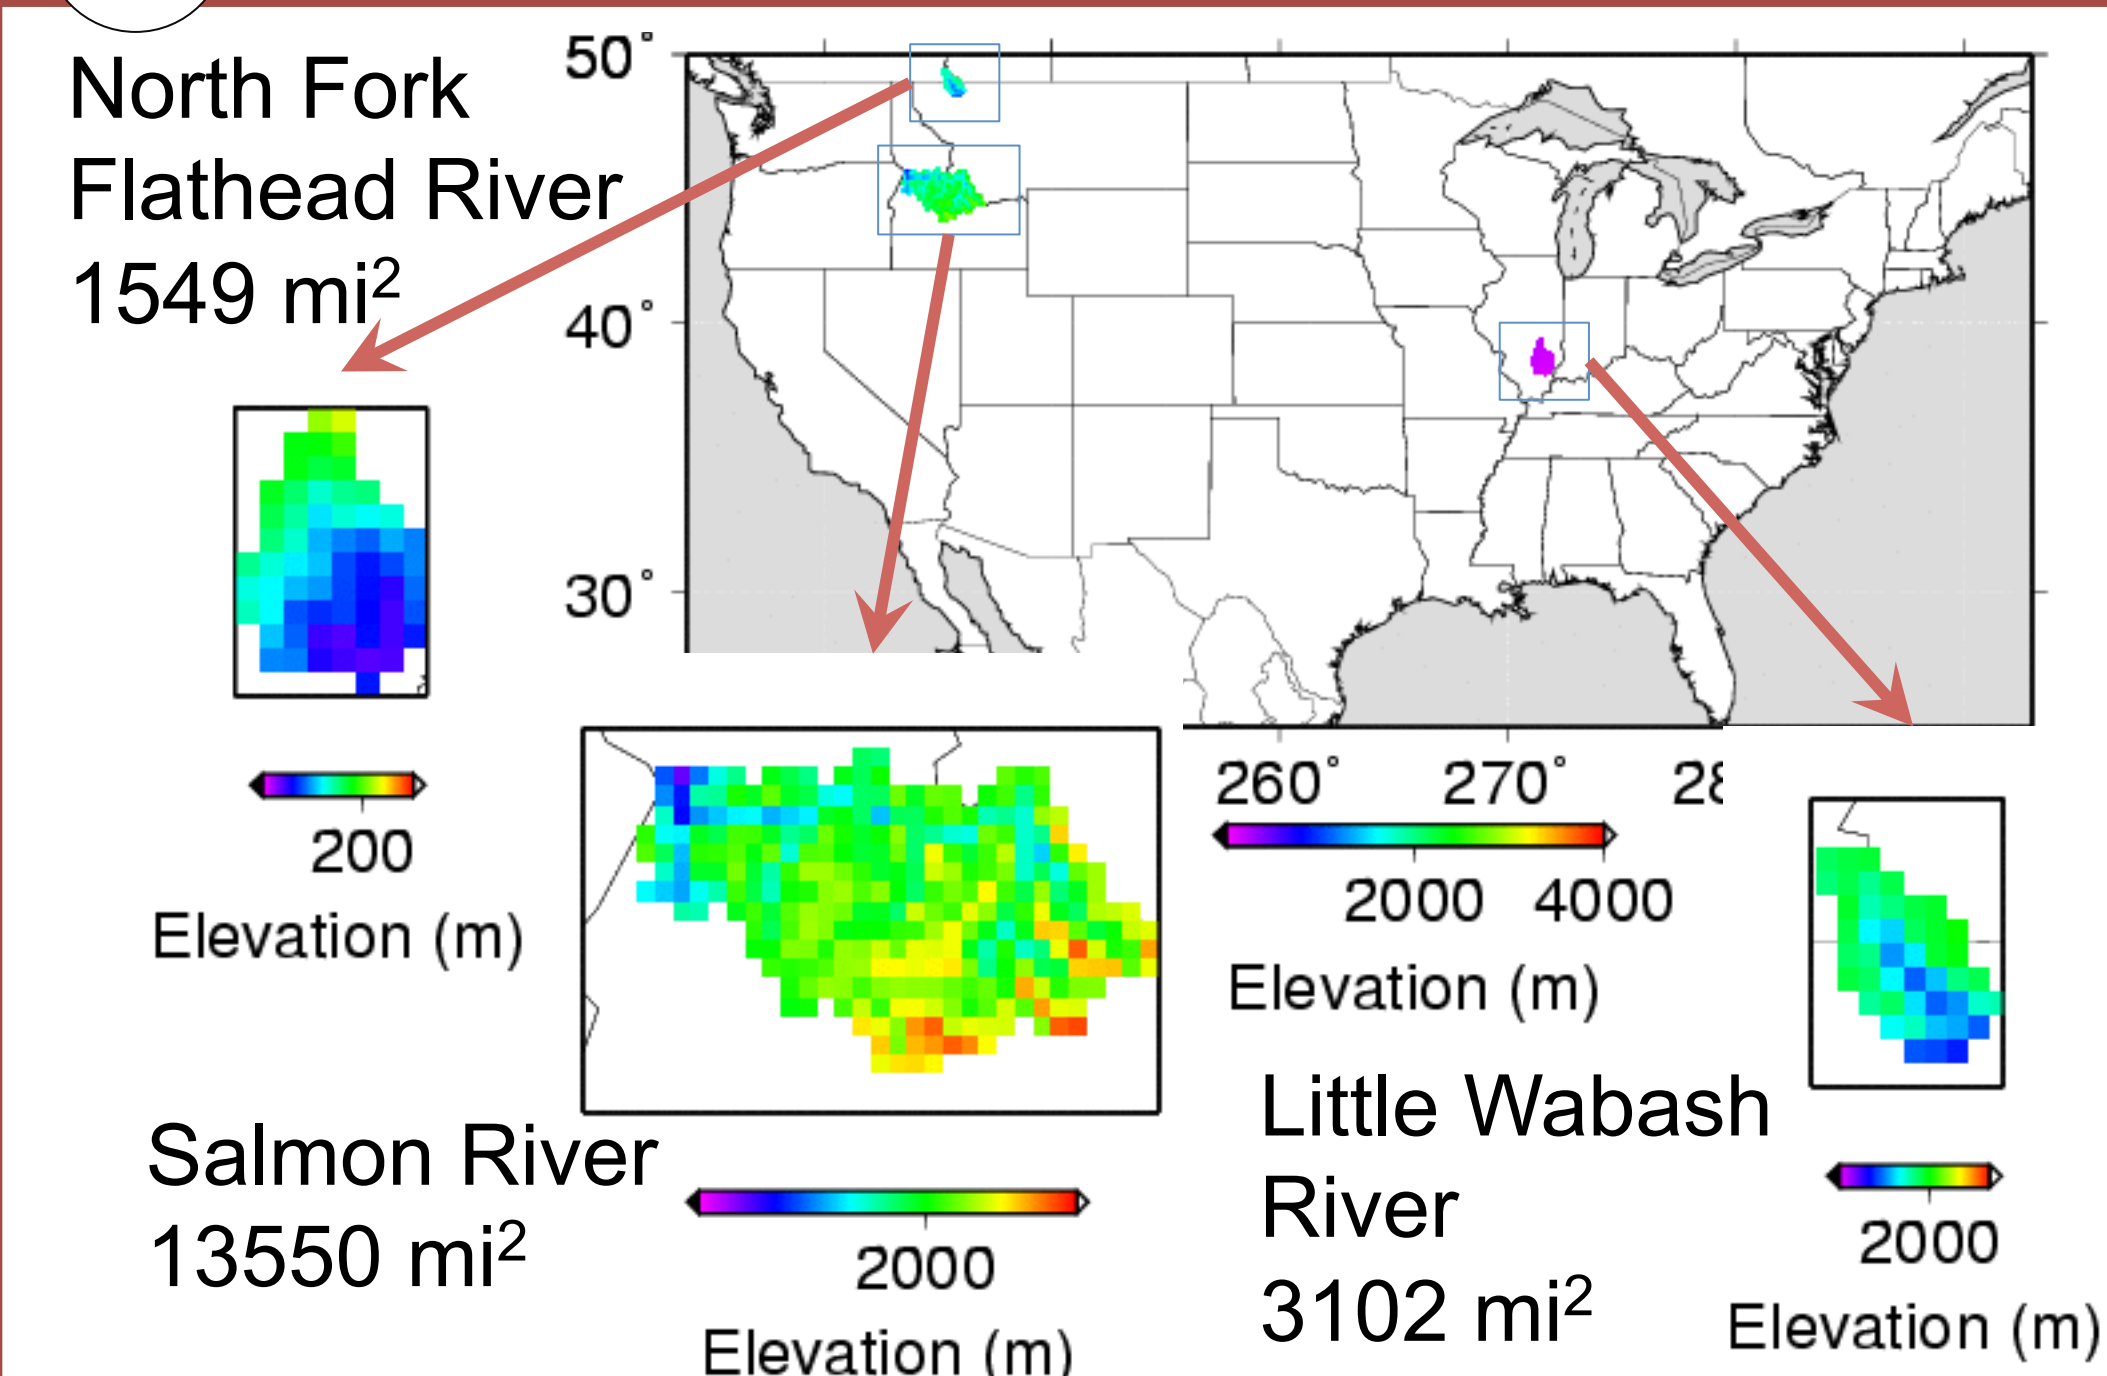 North Fork
Flathead River
1549 mi²
50°
40°
30°
260° 270° 28
2000 4000
Elevation (m)
200
Elevation (m)
Salmon River
13550 mi²
2000
Elevation (m)
Little Wabash
River
3102 mi²
2000
Elevation (m)